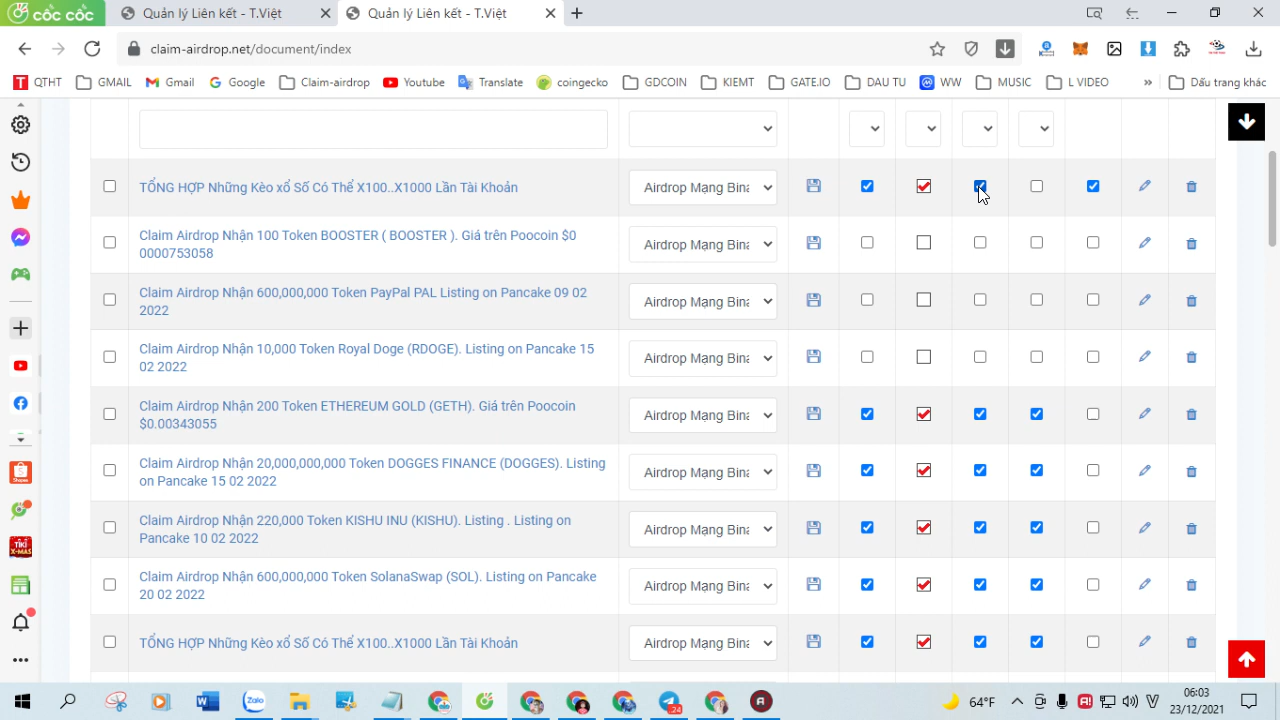 cốc cốc
Quản lý kết - T.Việt
Quản lý kết - T.Việt
claim-airdrop.net/document/index
QTHT
GMAIL
Gmail
Google
Claim-airdrop
Youtube
Translate
coingecko
GDCOIN
KIEMT
GATE.IO
DAU TU
WW
MUSIC
L VIDEO
»
Dấu trang khác
TỔNG HỢP Những Kèo xổ Số Có Thể X100..X1000 Lần Tài Khoản
Airdrop Mạng Bina
Claim Airdrop Nhận 100 Token BOOSTER ( BOOSTER ). Giá trên Poocoin $0
0000753058
Airdrop Mạng Bina
Claim Airdrop Nhận 600,000,000 Token PayPal PAL Listing on Pancake 09 02
2022
Airdrop Mạng Bina
Claim Airdrop Nhận 10,000 Token Royal Doge (RDOGE). Listing on Pancake 15
02 2022
Airdrop Mạng Bina
Claim Airdrop Nhận 200 Token ETHEREUM GOLD (GETH). Giá trên Poocoin
$0.00343055
Airdrop Mạng Bina
Claim Airdrop Nhận 20,000,000,000 Token DOGGES FINANCE (DOGGES). Listing
on Pancake 15 02 2022
Airdrop Mạng Bina
Claim Airdrop Nhận 220,000 Token KISHU INU (KISHU). Listing . Listing on
Pancake 10 02 2022
Airdrop Mạng Bina
Claim Airdrop Nhận 600,000,000 Token SolanaSwap (SOL). Listing on Pancake
20 02 2022
Airdrop Mạng Bina
TỔNG HỢP Những Kèo xổ Số Có Thể X100..X1000 Lần Tài Khoản
Airdrop Mạng Bina
Zalo
24
64°F
06:03
23/12/2021